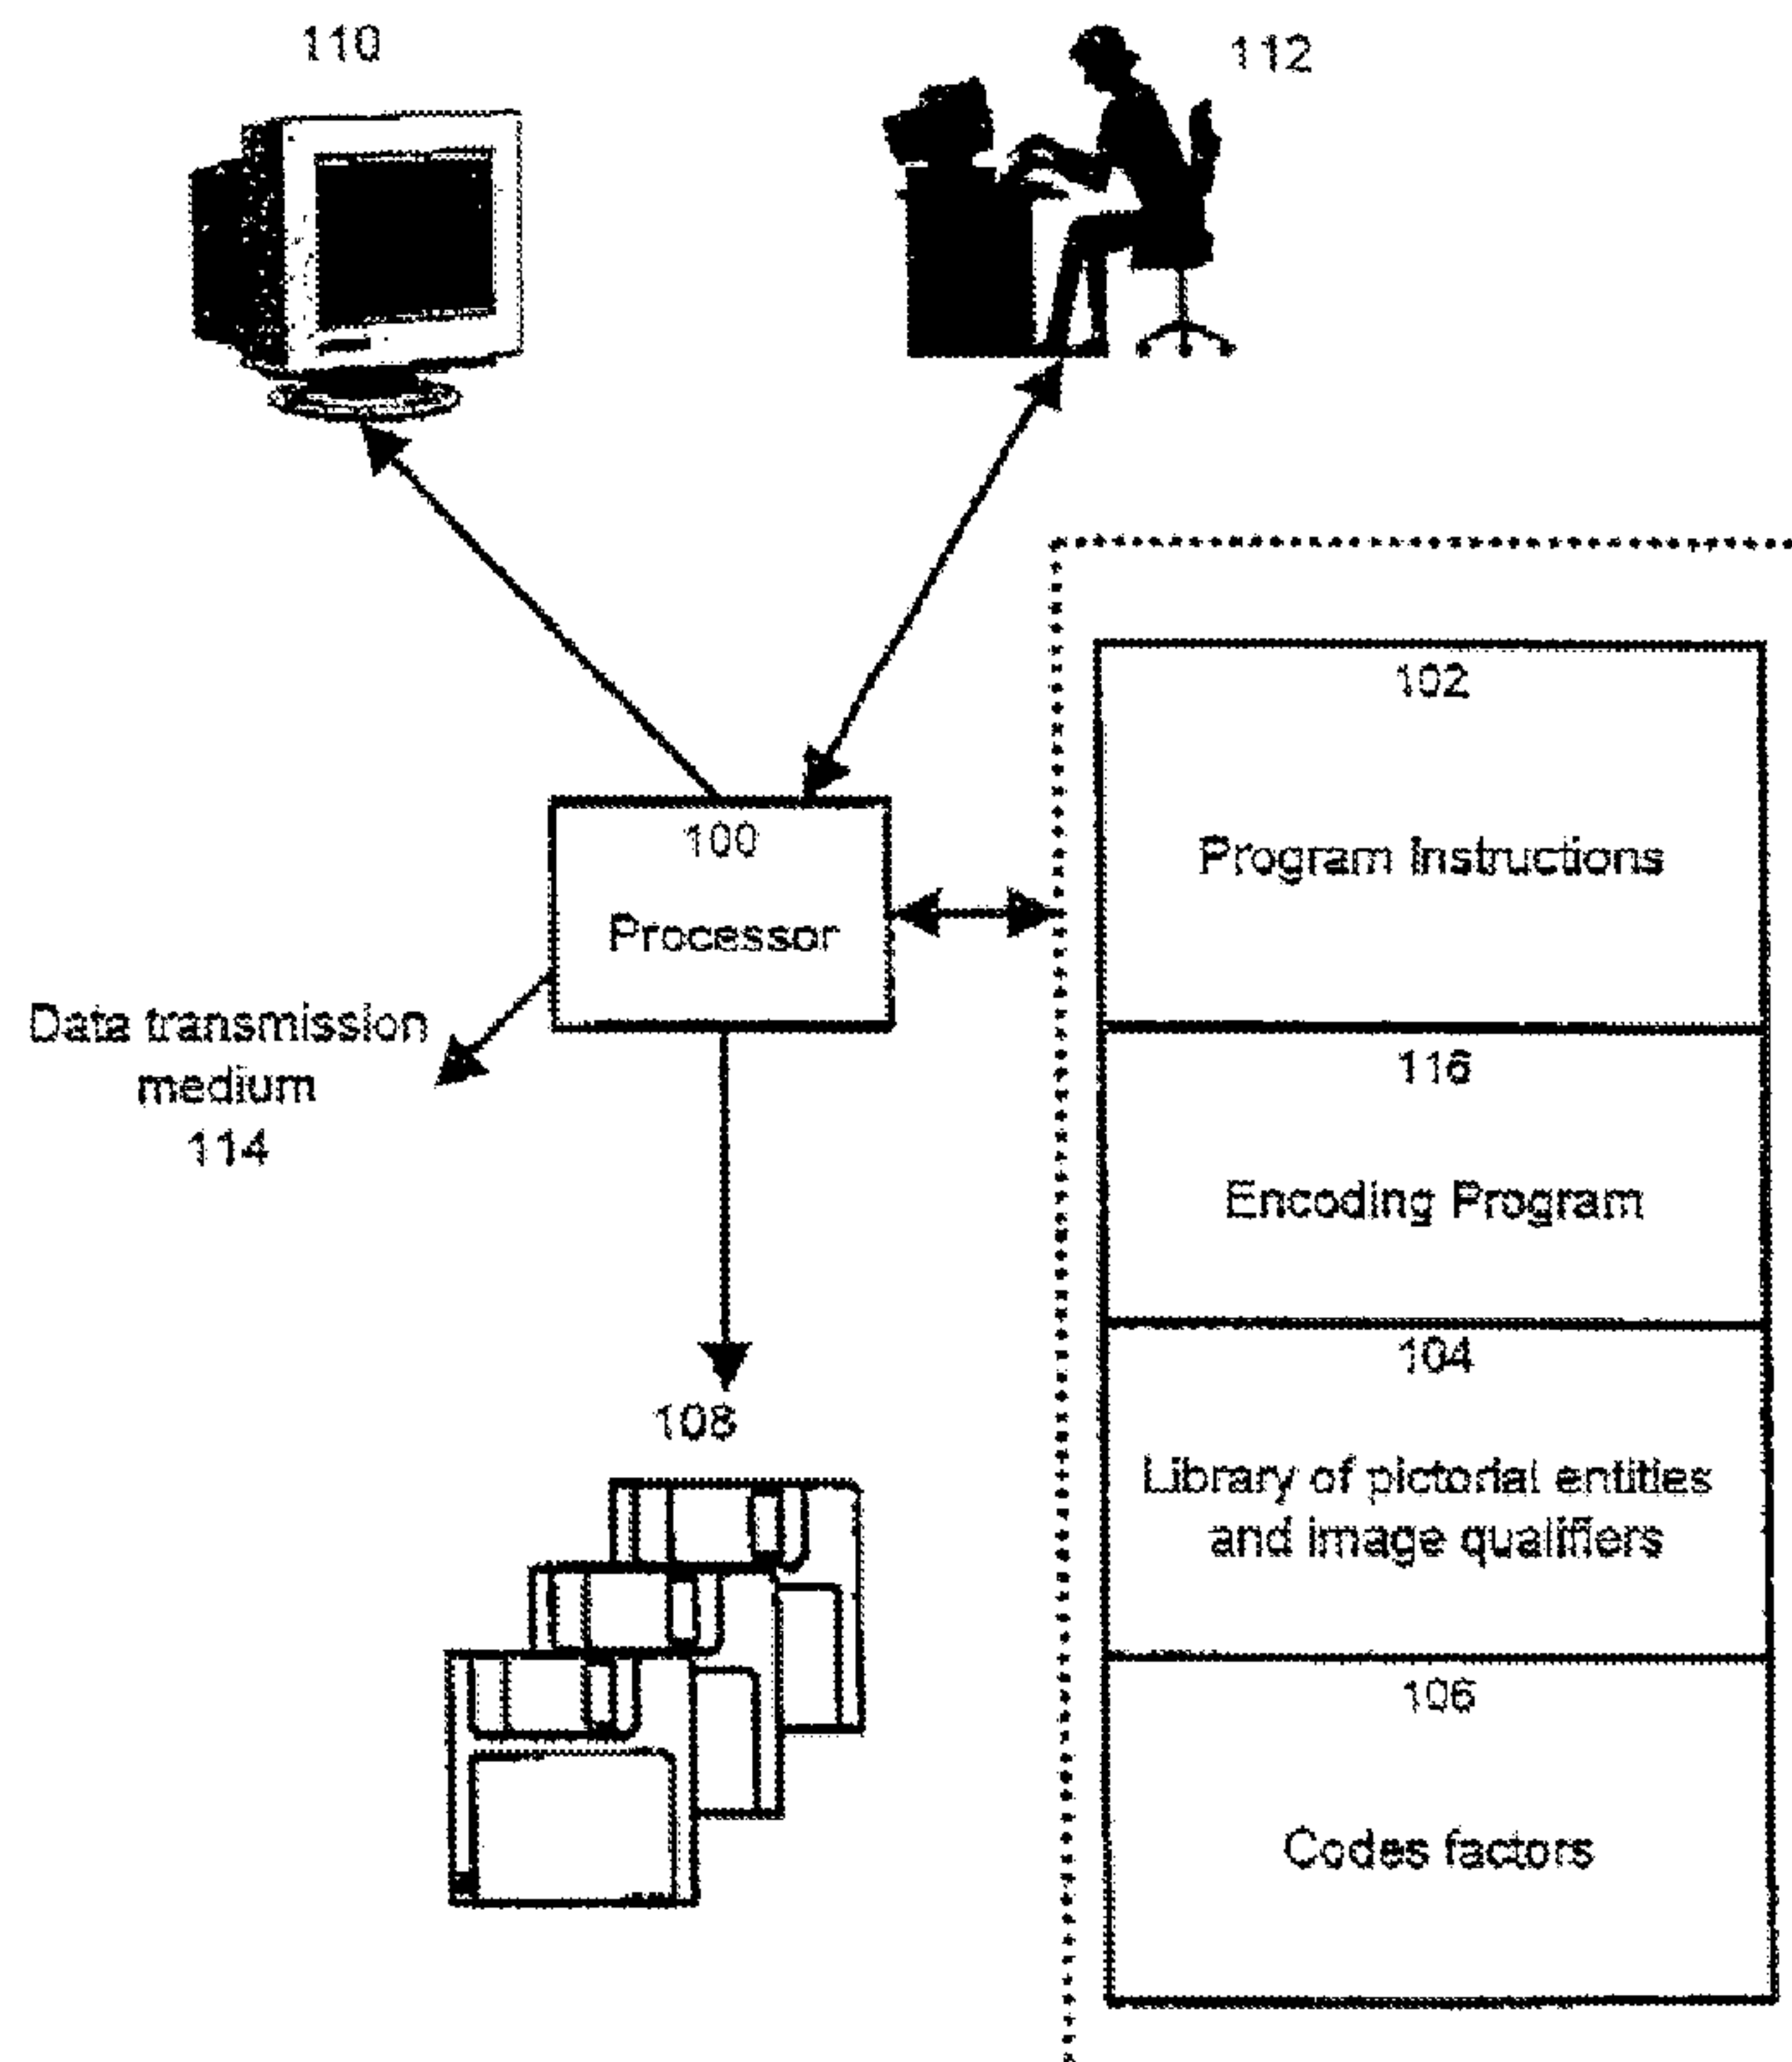 110
112
102
Program Instructions
100
Processor
Data transmission
medium
114
116
Encoding Program
104
Library of pictorial entities
and image qualifiers
108
106
Codes factors